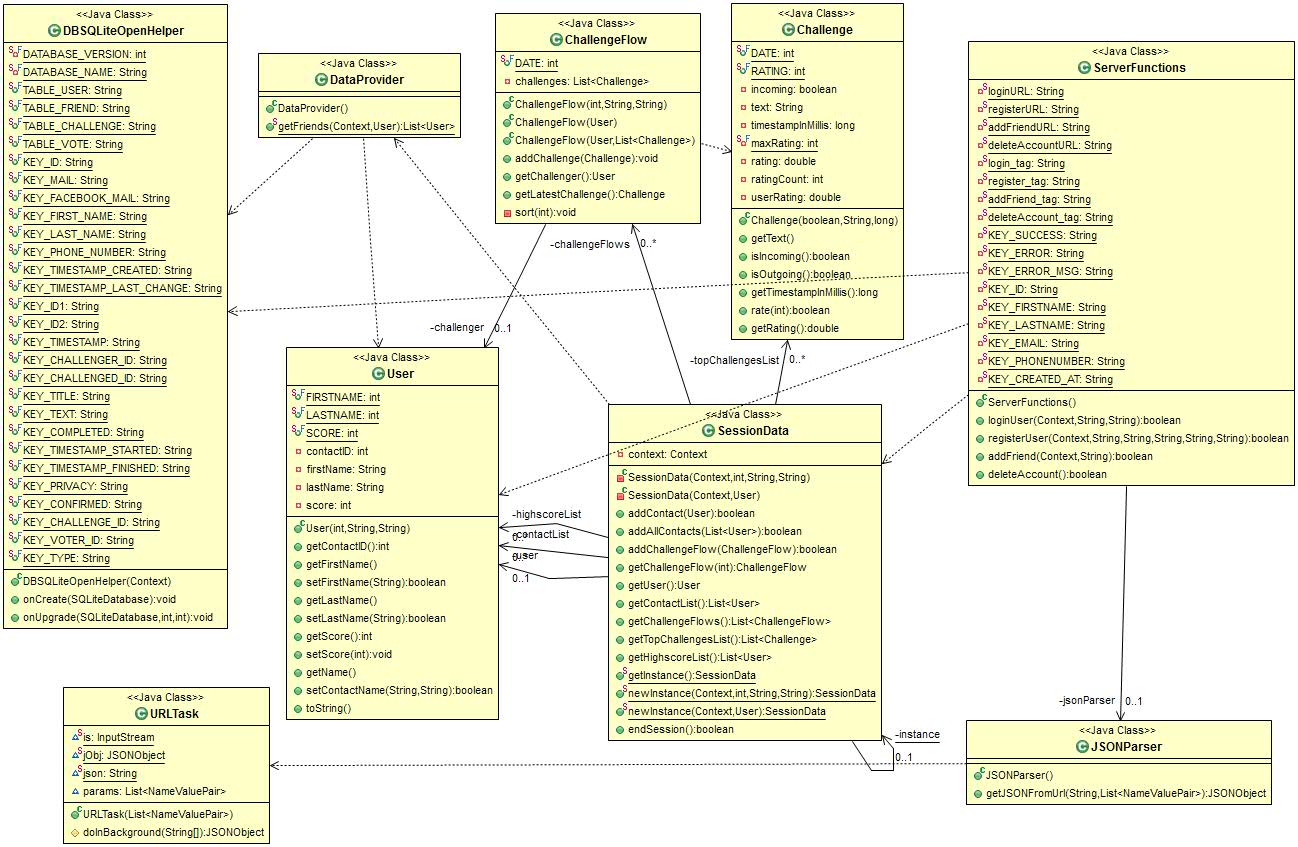 <<Java Class>>
DBSQLiteOpenHelper
DATABASE_VERSION: int
DATABASE_NAME: String
TABLE_USER: String
TABLE_FRIEND: String
TABLE_CHALLENGE: String
TABLE_VOTE: String
KEY_ID: String
KEY_MAIL: String
KEY_FACEBOOK_MAIL: String
KEY_FIRST_NAME: String
KEY_LAST_NAME: String
KEY_PHONE_NUMBER: String
KEY_TIMESTAMP_CREATED: String
KEY_TIMESTAMP_LAST_CHANGE: String
KEY_ID1: String
KEY_ID2: String
KEY_TIMESTAMP: String
KEY_CHALLENGER_ID: String
KEY_CHALLENGED_ID: String
KEY_TITLE: String
KEY_TEXT: String
KEY_COMPLETED: String
KEY_TIMESTAMP_STARTED: String
KEY_TIMESTAMP_FINISHED: String
KEY_PRIVACY: String
KEY_CONFIRMED: String
KEY_CHALLENGE_ID: String
KEY_VOTER_ID: String
KEY_TYPE: String
DBSQLiteOpenHelper(Context)
onCreate(SQLiteDatabase):void
onUpgrade(SQLiteDatabase,int,int):void
<<Java Class>>
DataProvider
DataProvider()
getFriends(Context,User):List<User>
<<Java Class>>
ChallengeFlow
DATE: int
challenges: List<Challenge>
ChallengeFlow(int,String,String)
ChallengeFlow(User)
ChallengeFlow(User,List<Challenge>)
addChallenge(Challenge):void
getChallenger():User
getLatestChallenge():Challenge
sort(int):void
<<Java Class>>
Challenge
DATE: int
RATING: int
incoming: boolean
text: String
timestampInMillis: long
maxRating: int
rating: double
ratingCount: int
userRating: double
Challenge(boolean,String,long)
getText()
isIncoming():boolean
isOutgoing():boolean
getTimestampInMillis():long
rate(int):boolean
getRating():double
<<Java Class>>
ServerFunctions
loginURL: String
registerURL: String
addFriendURL: String
deleteAccountURL: String
login_tag: String
register_tag: String
addFriend_tag: String
deleteAccount_tag: String
KEY_SUCCESS: String
KEY_ERROR: String
KEY_ERROR_MSG: String
KEY_ID: String
KEY_FIRSTNAME: String
KEY_LASTNAME: String
KEY_EMAIL: String
KEY_PHONENUMBER: String
KEY_CREATED_AT: String
ServerFunctions()
loginUser(Context,String,String):boolean
registerUser(Context,String,String,String,String,String):boolean
addFriend(Context,String):boolean
deleteAccount():boolean
-challengeFlows
0..*
-challenger
0..1
-topChallengesList
0..*
<<Java Class>>
User
FIRSTNAME: int
LASTNAME: int
SCORE: int
contactID: int
firstName: String
lastName: String
score: int
User(int,String,String)
getContactID():int
getFirstName()
setFirstName(String):boolean
getLastName()
setLastName(String):boolean
getScore():int
setScore(int):void
getName()
setContactName(String,String):boolean
toString()
-highscoreList
0..*
-contactList
0..*
-user
0..1
<<Java Class>>
SessionData
context: Context
SessionData(Context,int,String,String)
SessionData(Context,User)
addContact(User):boolean
addAllContacts(List<User>):boolean
addChallengeFlow(ChallengeFlow):boolean
getChallengeFlow(int):ChallengeFlow
getUser():User
getContactList():List<User>
getChallengeFlows():List<ChallengeFlow>
getTopChallengesList():List<Challenge>
getHighscoreList():List<User>
getInstance():SessionData
newInstance(Context,int,String,String):SessionData
newInstance(Context,User):SessionData
endSession():boolean
-instance
0..1
-jsonParser
0..1
<<Java Class>>
URLTask
is: InputStream
jObj: JSONObject
json: String
params: List<NameValuePair>
URLTask(List<NameValuePair>)
doInBackground(String[]):JSONObject
<<Java Class>>
JSONParser
JSONParser()
getJSONFromUrl(String,List<NameValuePair>):JSONObject